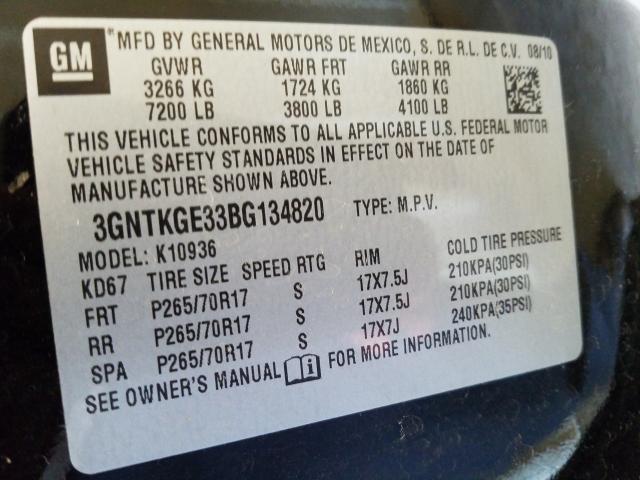 GM
MFD BY GENERAL MOTORS DE MEXICO, S. DE R.L. DE C.V. 08/10
GVWR GAWR FRT GAWR RR
3266 KG 1724 KG 1860 KG
7200 LB 3800 LB 4100 LB
THIS VEHICLE CONFORMS TO ALL APPLICABLE U.S. FEDERAL MOTOR
VEHICLE SAFETY STANDARDS IN EFFECT ON THE DATE OF
MANUFACTURE SHOWN ABOVE.
3GNTKGE33BG134820 TYPE: M.P.V.
MODEL: K10936
KD67 TIRE SIZE SPEED RTG RIM COLD TIRE PRESSURE
FRT P265/70R17 S 17X7.5J 210KPA(30PSI)
RR P265/70R17 S 17X7.5J 210KPA(30PSI)
SPA P265/70R17 S 17X7J 240KPA(35PSI)
SEE OWNER'S MANUAL FOR MORE INFORMATION.